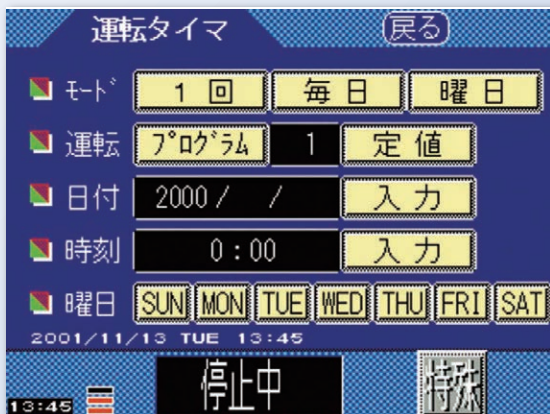 運転タイマ 戻る
ﾓｰﾄﾞ 1回 毎日 曜日
運転 ﾌﾟﾛｸﾞﾗﾑ 1 定値
日付 2000 / / 入力
時刻 0:00 入力
曜日 SUN MON TUE WED THU FRI SAT
2001/11/13 TUE 13:45
13:45 停止中 特殊